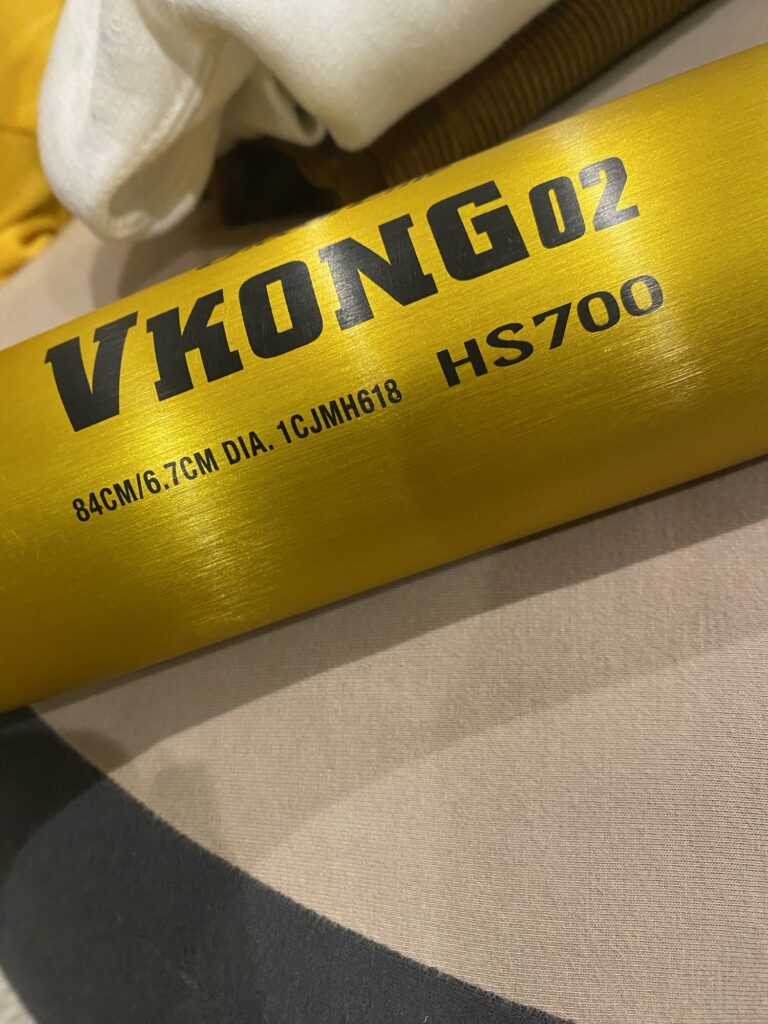 VKONG02
HS700
84CM/6.7CM DIA. 1CJMH618